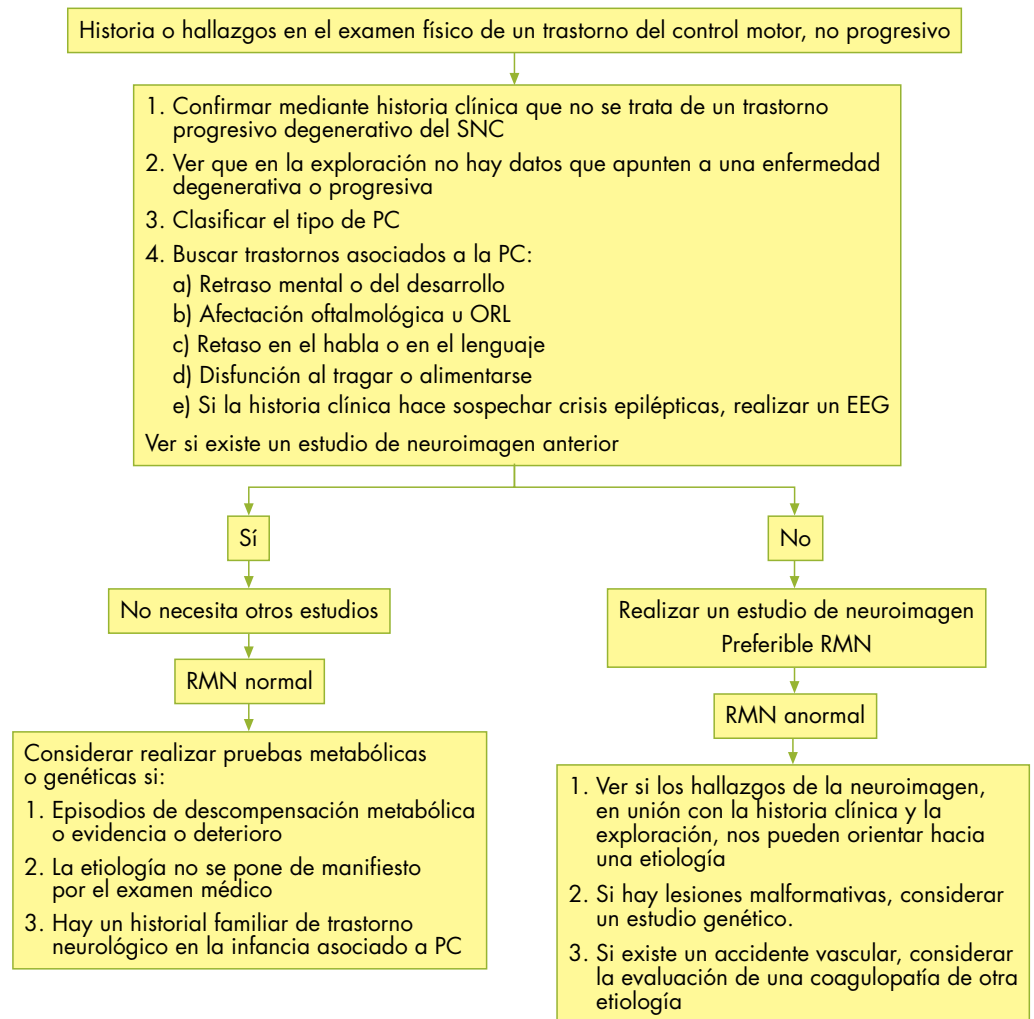 Historia o hallazgos en el examen físico de un trastorno del control motor, no progresivo
1. Confirmar mediante historia clínica que no se trata de un trastorno
progresivo degenerativo del SNC
2. Ver que en la exploración no hay datos que apunten a una enfermedad
degenerativa o progresiva
3. Clasificar el tipo de PC
4. Buscar trastornos asociados a la PC:
a) Retraso mental o del desarrollo
b) Afectación oftalmológica u ORL
c) Retaso en el habla o en el lenguaje
d) Disfunción al tragar o alimentarse
e) Si la historia clínica hace sospechar crisis epilépticas, realizar un EEG
Ver si existe un estudio de neuroimagen anterior
Sí
No necesita otros estudios
RMN normal
Considerar realizar pruebas metabólicas
o genéticas si:
1. Episodios de descompensación metabólica
o evidencia o deterioro
2. La etiología no se pone de manifiesto
por el examen médico
3. Hay un historial familiar de trastorno
neurológico en la infancia asociado a PC
No
Realizar un estudio de neuroimagen
Preferible RMN
RMN anormal
1. Ver si los hallazgos de la neuroimagen,
en unión con la historia clínica y la
exploración, nos pueden orientar hacia
una etiología
2. Si hay lesiones malformativas, considerar
un estudio genético.
3. Si existe un accidente vascular, considerar
la evaluación de una coagulopatía de otra
etiología